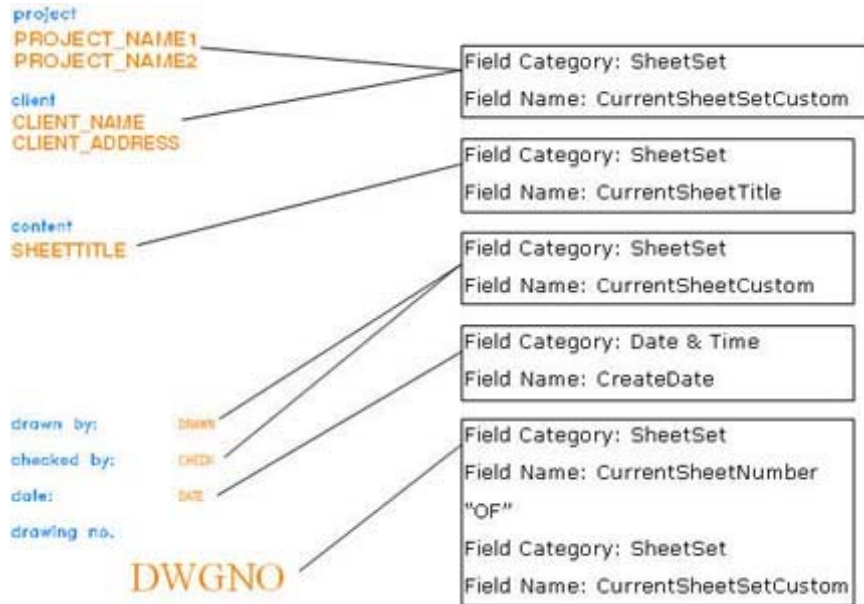 project
PROJECT_NAME1
PROJECT_NAME2
client
CLIENT_NAME
CLIENT_ADDRESS
content
SHEETTITLE
drawn by: DRAWN
checked by: CHECK
date: DATE
drawing no.
DWGNO
Field Category: SheetSet
Field Name: CurrentSheetSetCustom
Field Category: SheetSet
Field Name: CurrentSheetTitle
Field Category: SheetSet
Field Name: CurrentSheetCustom
Field Category: Date & Time
Field Name: CreateDate
Field Category: SheetSet
Field Name: CurrentSheetNumber
"OF"
Field Category: SheetSet
Field Name: CurrentSheetSetCustom